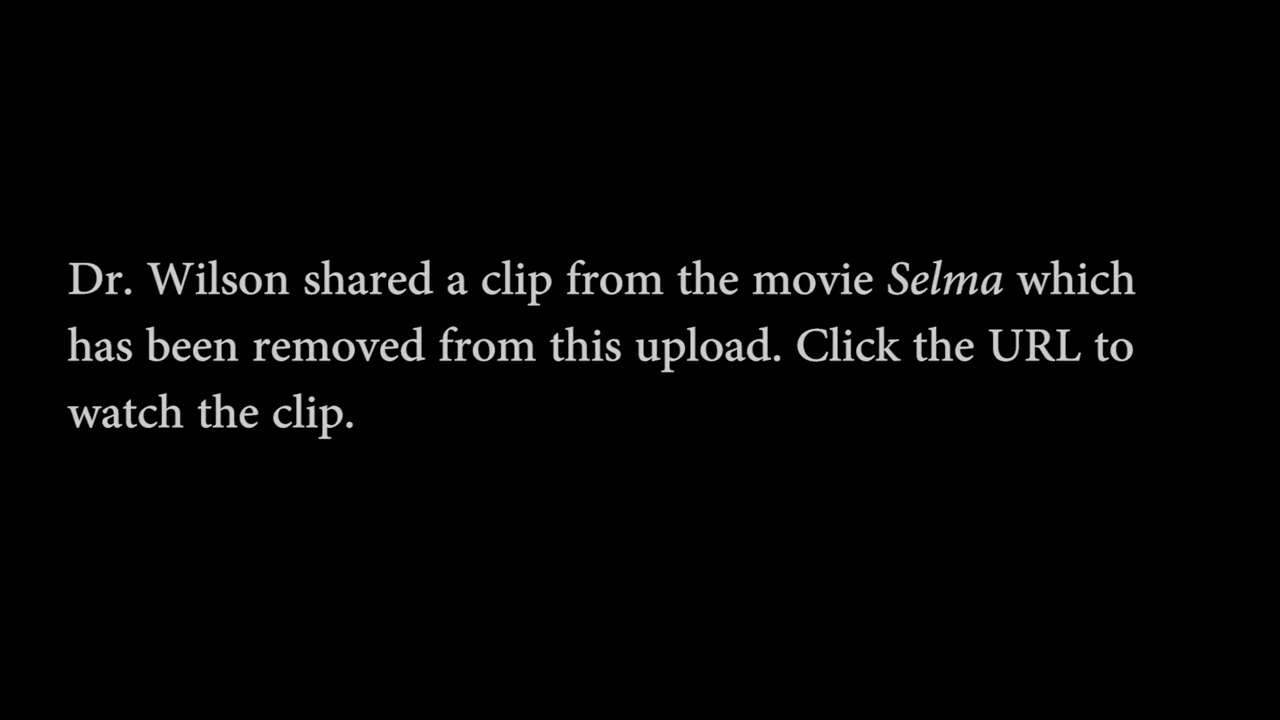 Dr. Wilson shared a clip from the movie Selma which
has been removed from this upload. Click the URL to
watch the clip.